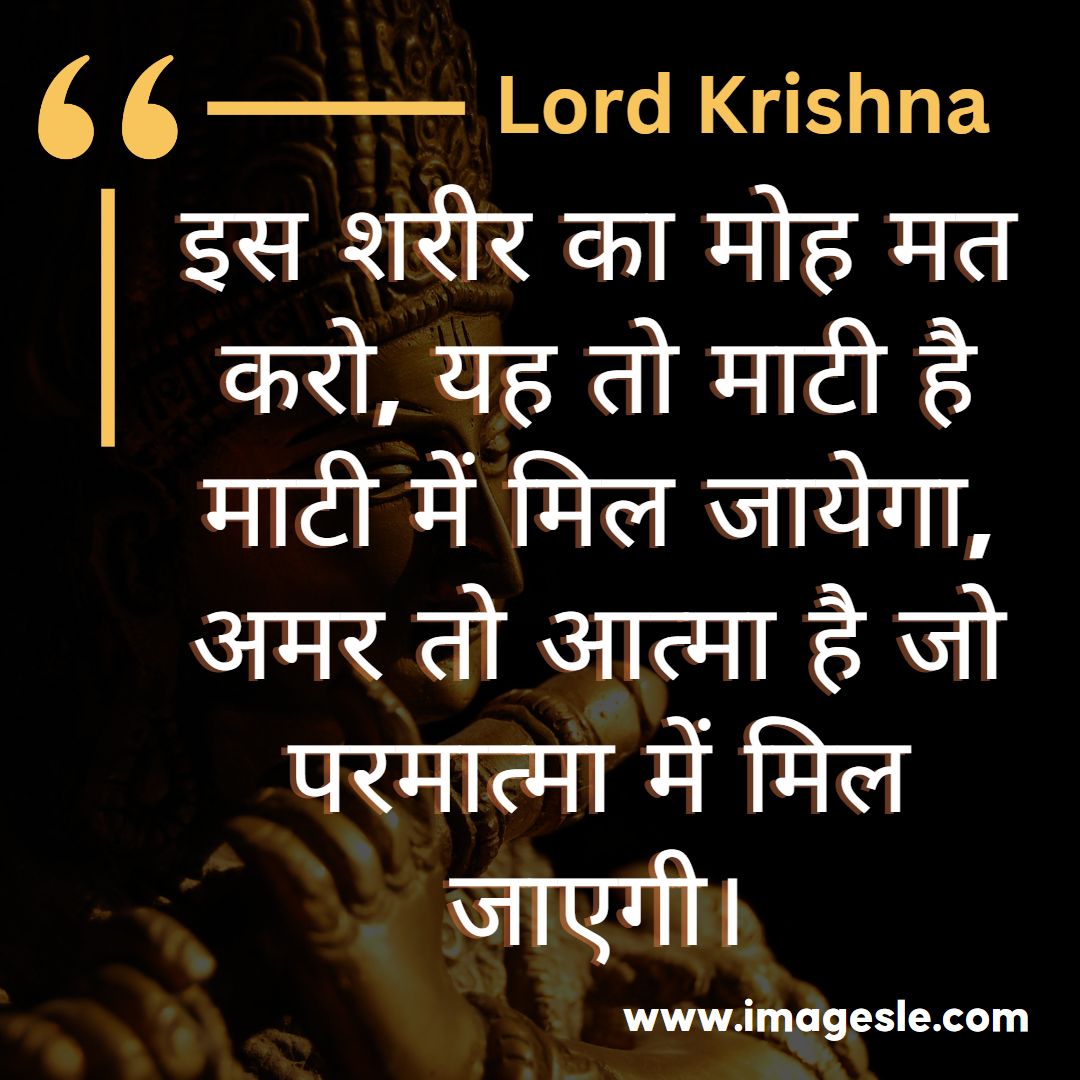 Lord Krishna
इस शरीर का मोह मत
करो, यह तो माटी है
माटी में मिल जायेगा,
अमर तो आत्मा है जो
परमात्मा में मिल
जाएगी।
www.imagesle.com